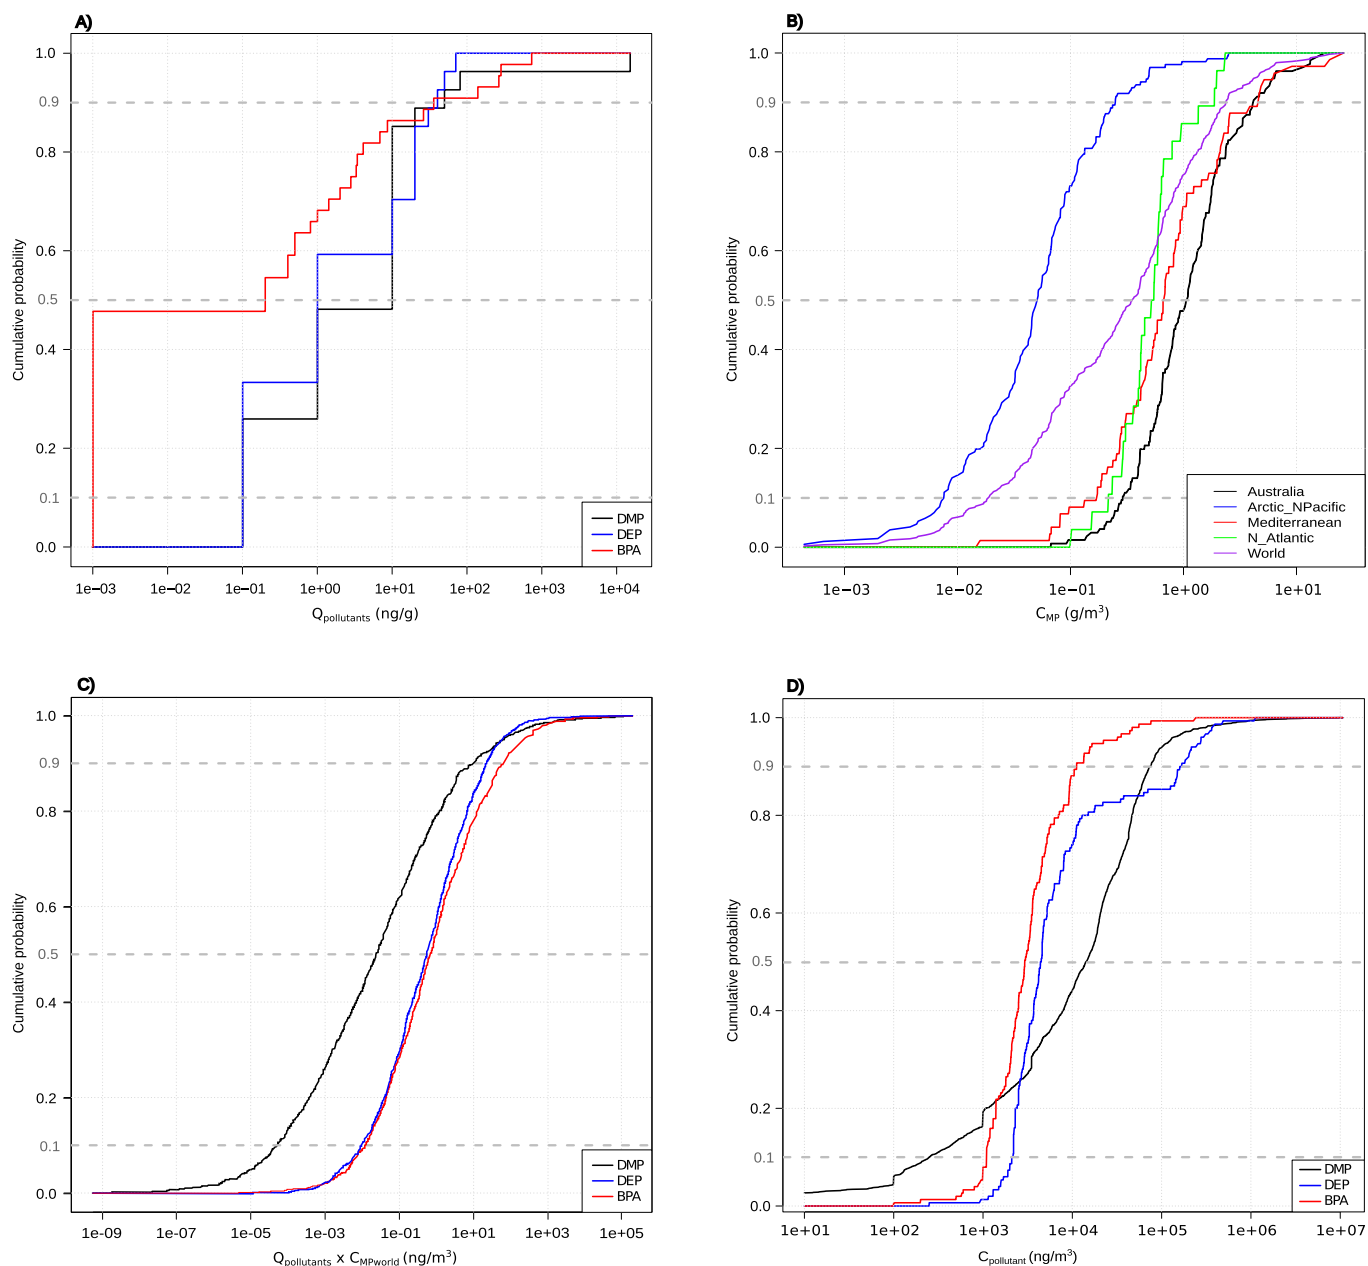 A)
1.0
0.9
0.8
0.6
0.5
0.4
0.2
0.1
0.0
Cumulative probability
DMP
DEP
BPA
1e−03 1e−02 1e−01 1e+00 1e+01 1e+02 1e+03 1e+04
Qpollutants (ng/g)
B)
1.0
0.9
0.8
0.6
0.5
0.4
0.2
0.1
0.0
Cumulative probability
Australia
Arctic_NPacific
Mediterranean
N_Atlantic
World
1e−03 1e−02 1e−01 1e+00 1e+01
CMP (g/m³)
C)
1.0
0.9
0.8
0.6
0.5
0.4
0.2
0.1
0.0
Cumulative probability
DMP
DEP
BPA
1e-09 1e-07 1e-05 1e-03 1e-01 1e+01 1e+03 1e+05
Qpollutants x CMPworld (ng/m³)
D)
1.0
0.9
0.8
0.6
0.5
0.4
0.2
0.1
0.0
Cumulative probability
DMP
DEP
BPA
1e+01 1e+02 1e+03 1e+04 1e+05 1e+06 1e+07
Cpollutant (ng/m³)